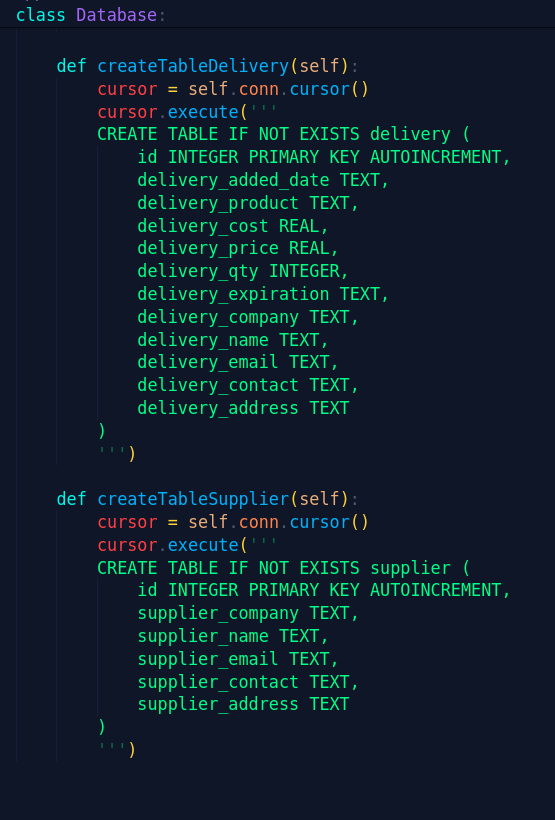 class Database:
    def createTableDelivery(self):
        cursor = self.conn.cursor()
        cursor.execute('''
        CREATE TABLE IF NOT EXISTS delivery (
            id INTEGER PRIMARY KEY AUTOINCREMENT,
            delivery_added_date TEXT,
            delivery_product TEXT,
            delivery_cost REAL,
            delivery_price REAL,
            delivery_qty INTEGER,
            delivery_expiration TEXT,
            delivery_company TEXT,
            delivery_name TEXT,
            delivery_email TEXT,
            delivery_contact TEXT,
            delivery_address TEXT
        )
        ''')
    def createTableSupplier(self):
        cursor = self.conn.cursor()
        cursor.execute('''
        CREATE TABLE IF NOT EXISTS supplier (
            id INTEGER PRIMARY KEY AUTOINCREMENT,
            supplier_company TEXT,
            supplier_name TEXT,
            supplier_email TEXT,
            supplier_contact TEXT,
            supplier_address TEXT
        )
        ''')